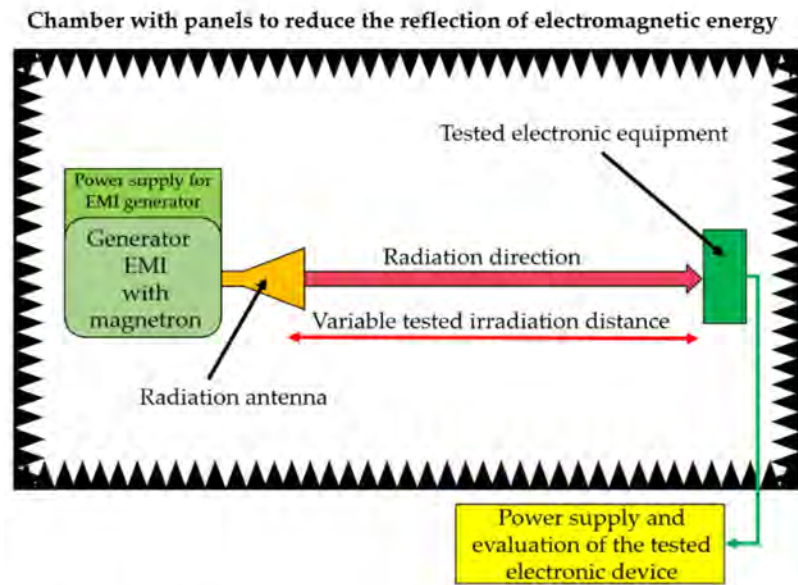 Chamber with panels to reduce the reflection of electromagnetic energy
Tested electronic equipment
Power supply for
EMI generator
Generator
EMI
with
magnetron
Radiation direction
Variable tested irradiation distance
Radiation antenna
Power supply and
evaluation of the tested
electronic device